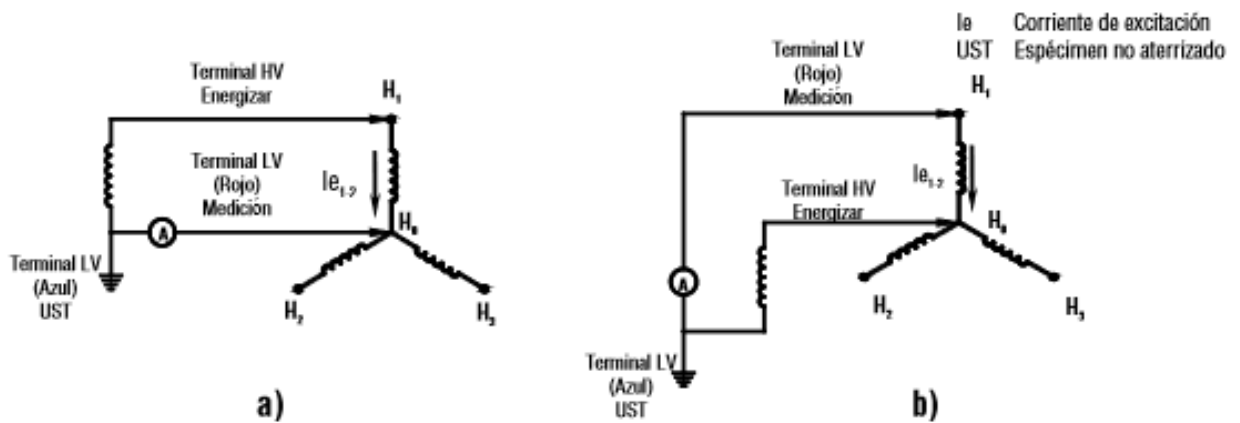 Ie Corriente de excitación
UST Espécimen no aterrizado
Terminal HV
Energizar
H₁
Terminal LV
(Rojo)
Medición
Ie₁₋₂
H₀
A
Terminal LV
(Azul)
UST
H₂
H₃
a)
Terminal LV
(Rojo)
Medición
H₁
Ie₁₋₂
Terminal HV
Energizar
H₀
A
H₂
H₃
Terminal LV
(Azul)
UST
b)